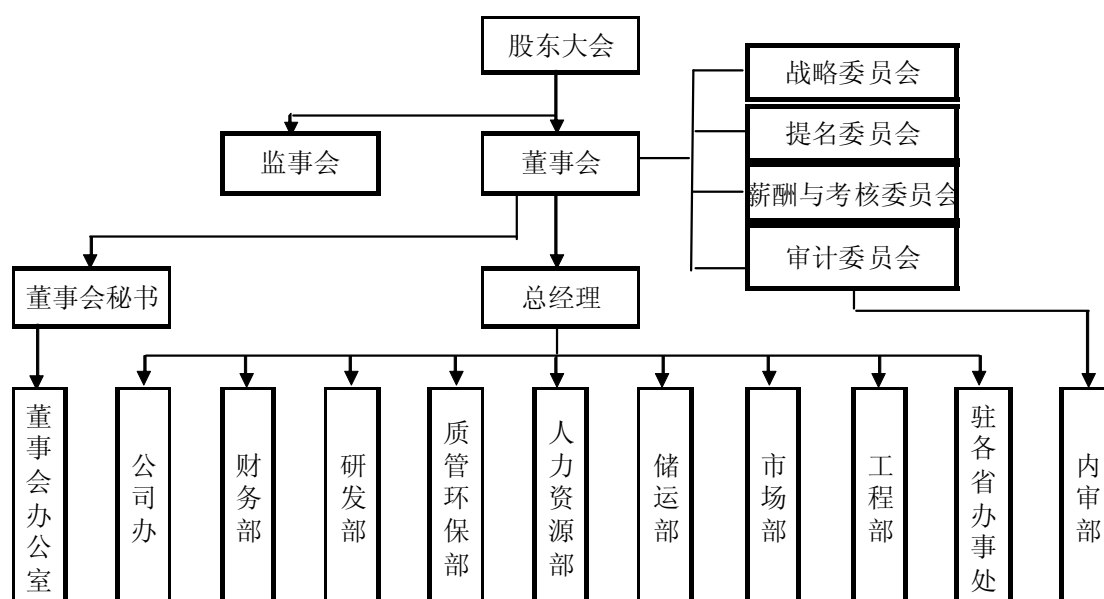 股东大会
战略委员会
提名委员会
监事会
董事会
薪酬与考核委员会
审计委员会
董事会秘书
总经理
董事会办公室
公司办
财务部
研发部
质管环保部
人力资源部
储运部
市场部
工程部
驻各省办事处
内审部